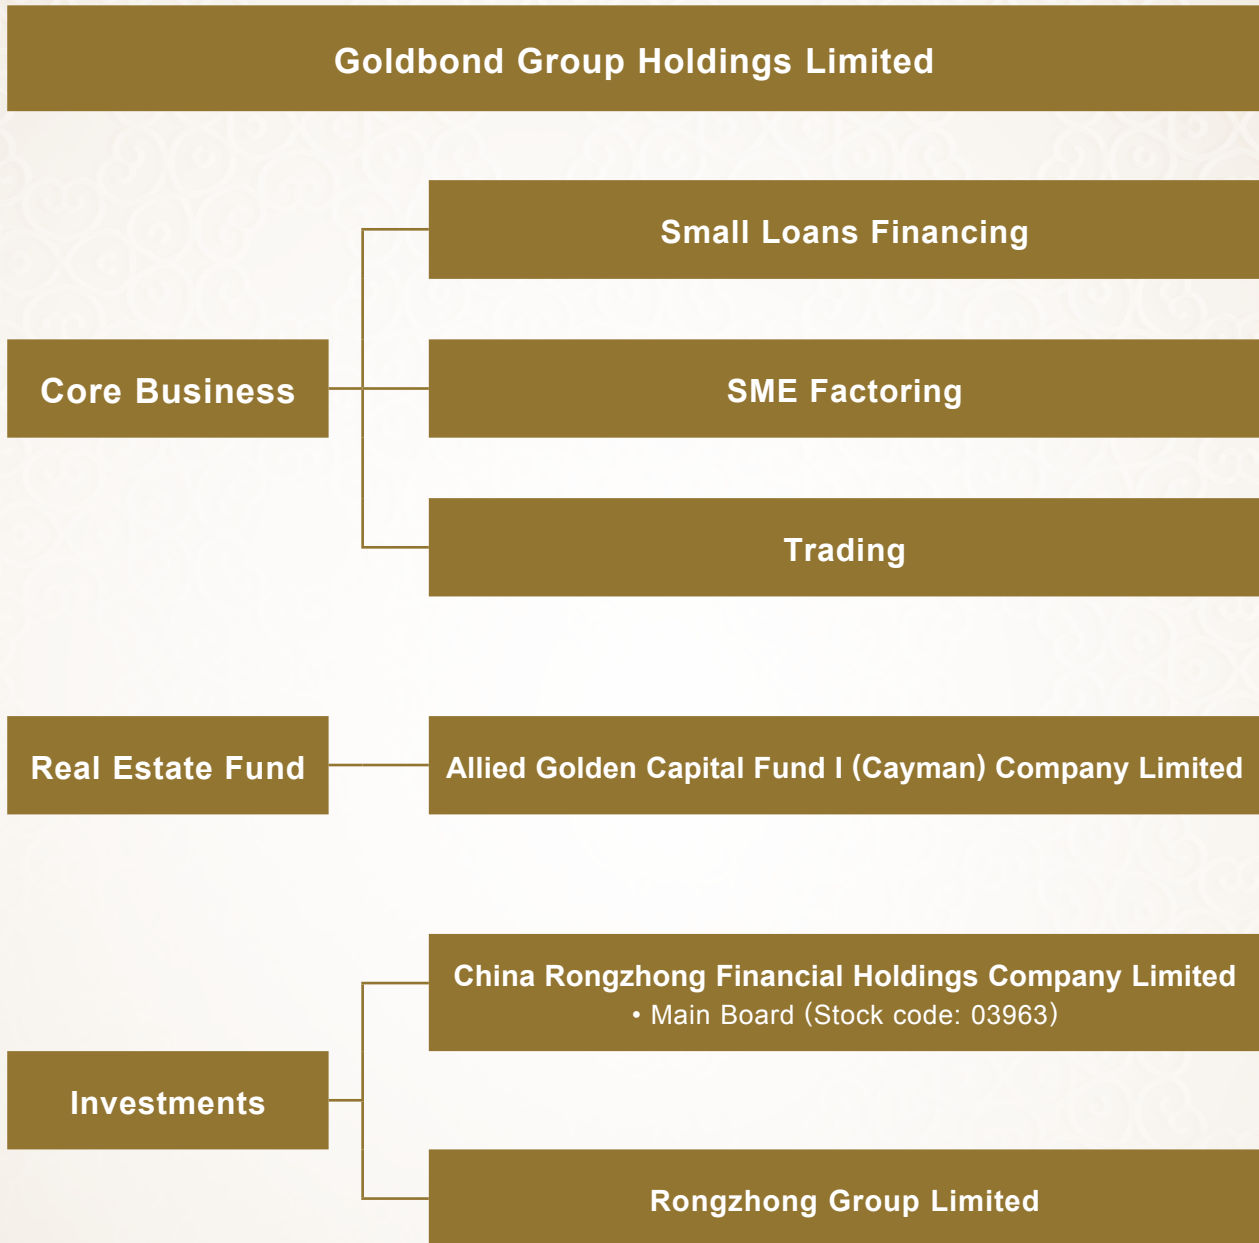 Goldbond Group Holdings Limited
Small Loans Financing
Core Business
SME Factoring
Trading
Real Estate Fund
Allied Golden Capital Fund I (Cayman) Company Limited
China Rongzhong Financial Holdings Company Limited
• Main Board (Stock code: 03963)
Investments
Rongzhong Group Limited